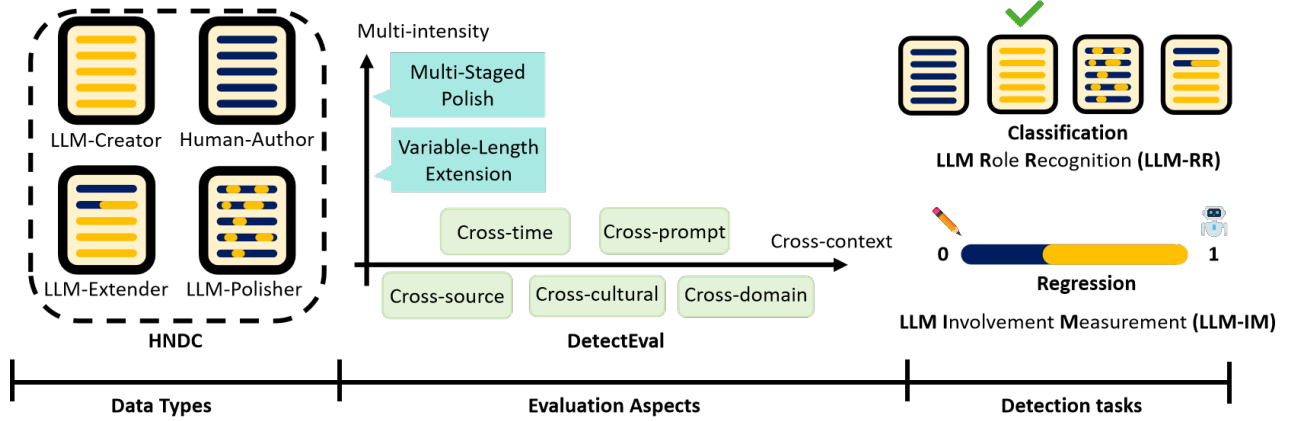 LLM-Creator
Human-Author
LLM-Extender
LLM-Polisher
HNDC
Multi-intensity
Multi-Staged
Polish
Variable-Length
Extension
Cross-time
Cross-prompt
Cross-context
Cross-source
Cross-cultural
Cross-domain
DetectEval
Classification
LLM Role Recognition (LLM-RR)
0
1
Regression
LLM Involvement Measurement (LLM-IM)
Data Types
Evaluation Aspects
Detection tasks